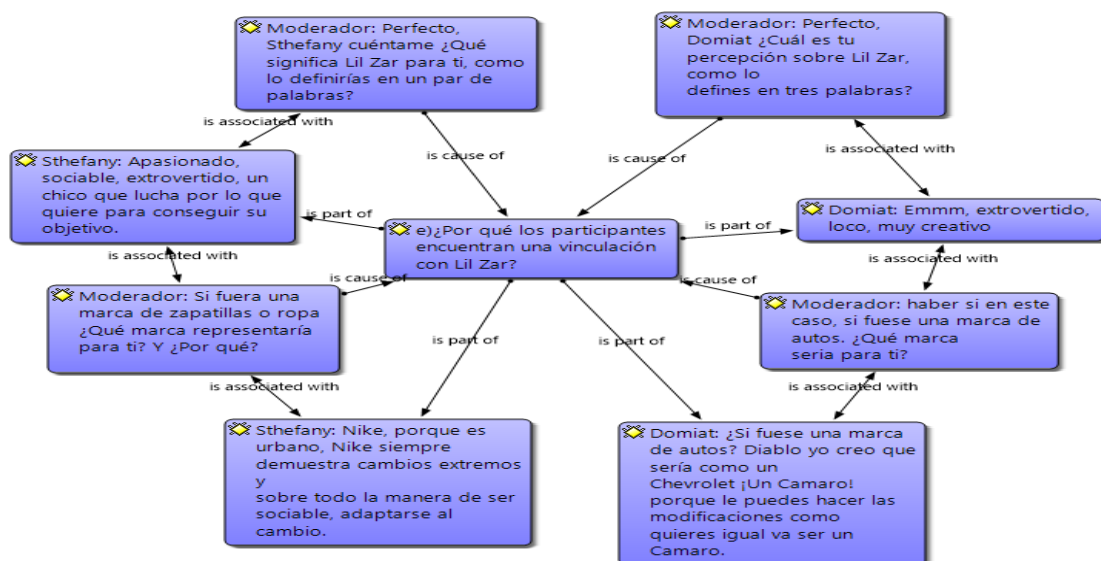 Moderador: Perfecto,
Sthefany cuéntame ¿Qué
significa Lil Zar para ti, como
lo definirías en un par de
palabras?
Moderador: Perfecto,
Domiat ¿Cuál es tu
percepción sobre Lil Zar,
como lo
defines en tres palabras?
is associated with
is cause of
is cause of
is associated with
Sthefany: Apasionado,
sociable, extrovertido, un
chico que lucha por lo que
quiere para conseguir su
objetivo.
is part of
e)¿Por qué los participantes
encuentran una vinculación
con Lil Zar?
is part of
Domiat: Emmm, extrovertido,
loco, muy creativo
is associated with
is cause of
is cause of
is associated with
Moderador: Si fuera una
marca de zapatillas o ropa
¿Qué marca representaría
para ti? Y ¿Por qué?
Moderador: haber si en este
caso, si fuese una marca de
autos. ¿Qué marca
seria para ti?
is part of
is part of
is associated with
is associated with
Sthefany: Nike, porque es
urbano, Nike siempre
demuestra cambios extremos
y
sobre todo la manera de ser
sociable, adaptarse al
cambio.
Domiat: ¿Si fuese una marca
de autos? Diablo yo creo que
sería como un
Chevrolet ¡Un Camaro!
porque le puedes hacer las
modificaciones como
quieres igual va ser un
Camaro.